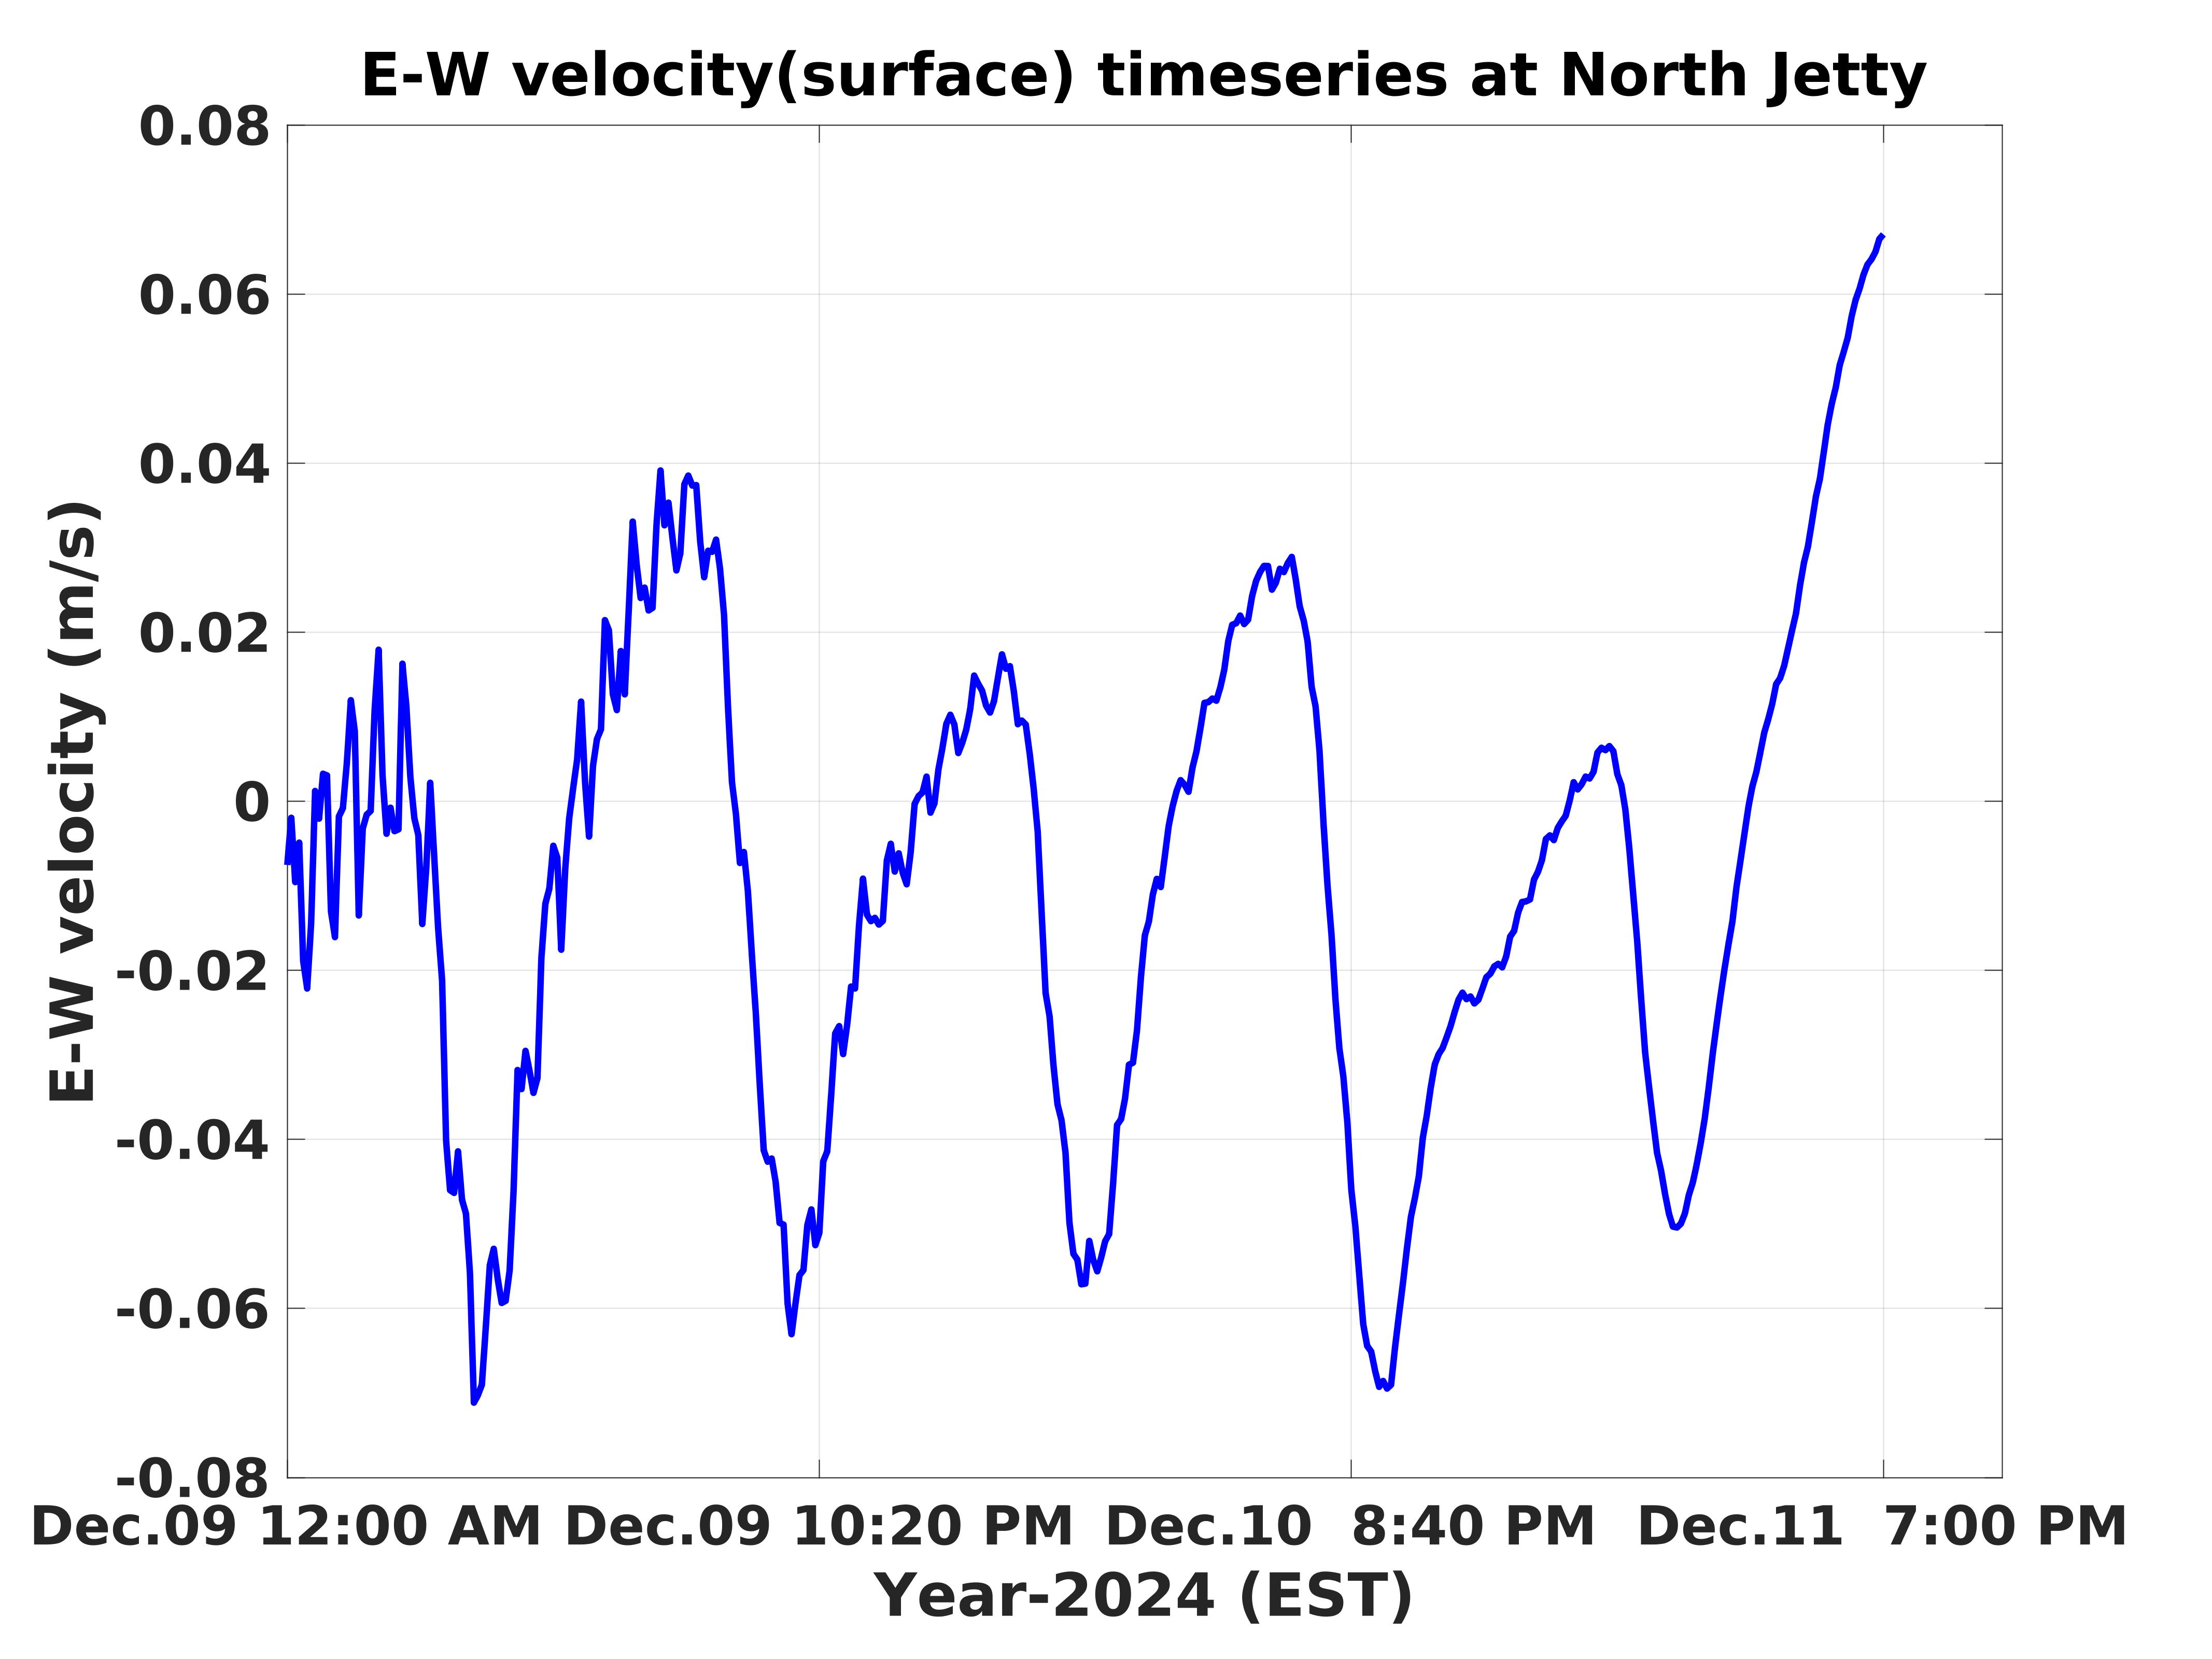 E-W velocity(surface) timeseries at North Jetty
0.08
0.06
0.04
0.02
0
-0.02
-0.04
-0.06
-0.08
E-W velocity (m/s)
Dec.09 12:00 AM Dec.09 10:20 PM Dec.10 8:40 PM Dec.11 7:00 PM
Year-2024 (EST)